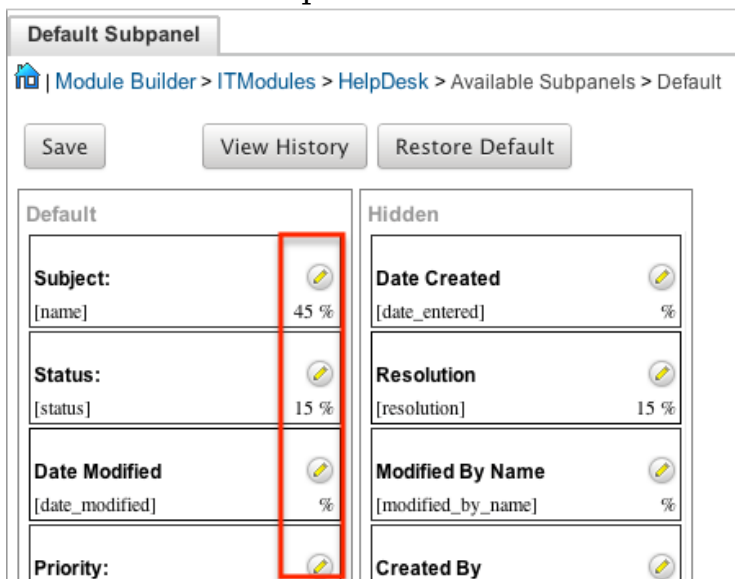 Default Subpanel
| Module Builder > ITModules > HelpDesk > Available Subpanels > Default
Save View History Restore Default
Default
Subject:
[name] 45 %
Status:
[status] 15 %
Date Modified
[date_modified] %
Priority:
Hidden
Date Created
[date_entered] %
Resolution
[resolution] 15 %
Modified By Name
[modified_by_name] %
Created By